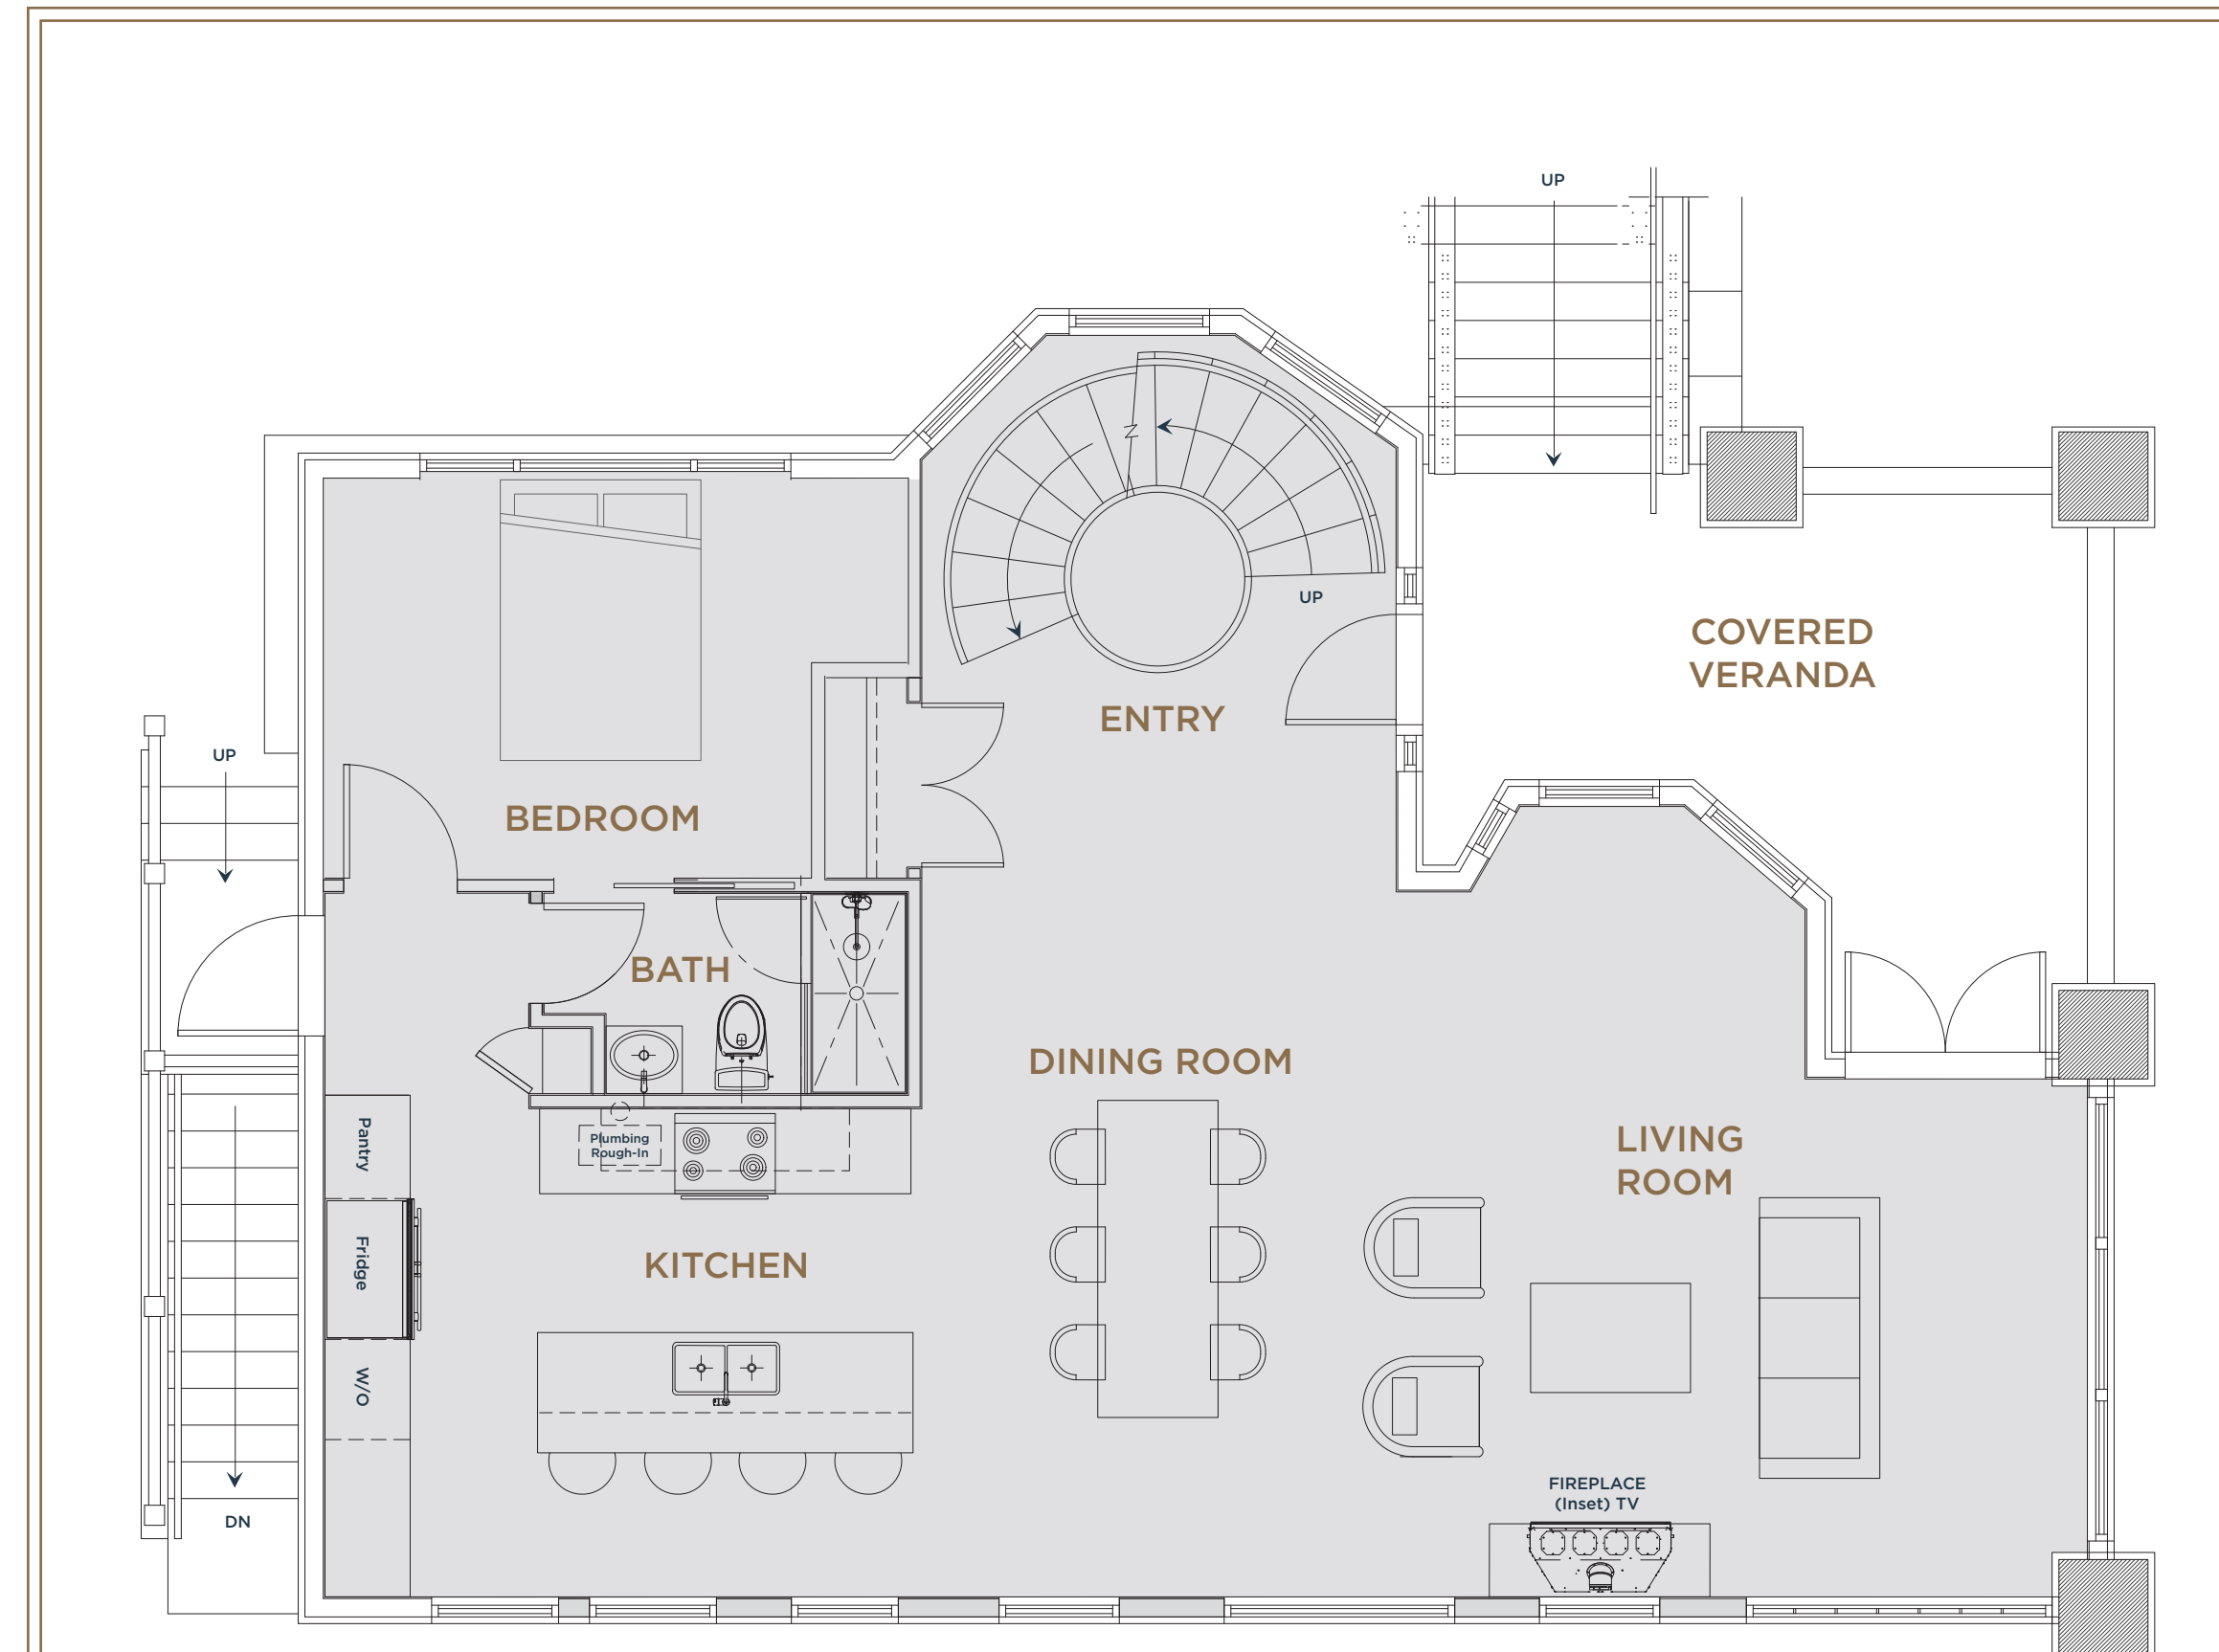 UP
UP
COVERED
VERANDA
ENTRY
UP
BEDROOM
BATH
DINING ROOM
Pantry
Plumbing
Rough-In
LIVING
ROOM
Fridge
KITCHEN
W/O
FIREPLACE
(Inset) TV
DN